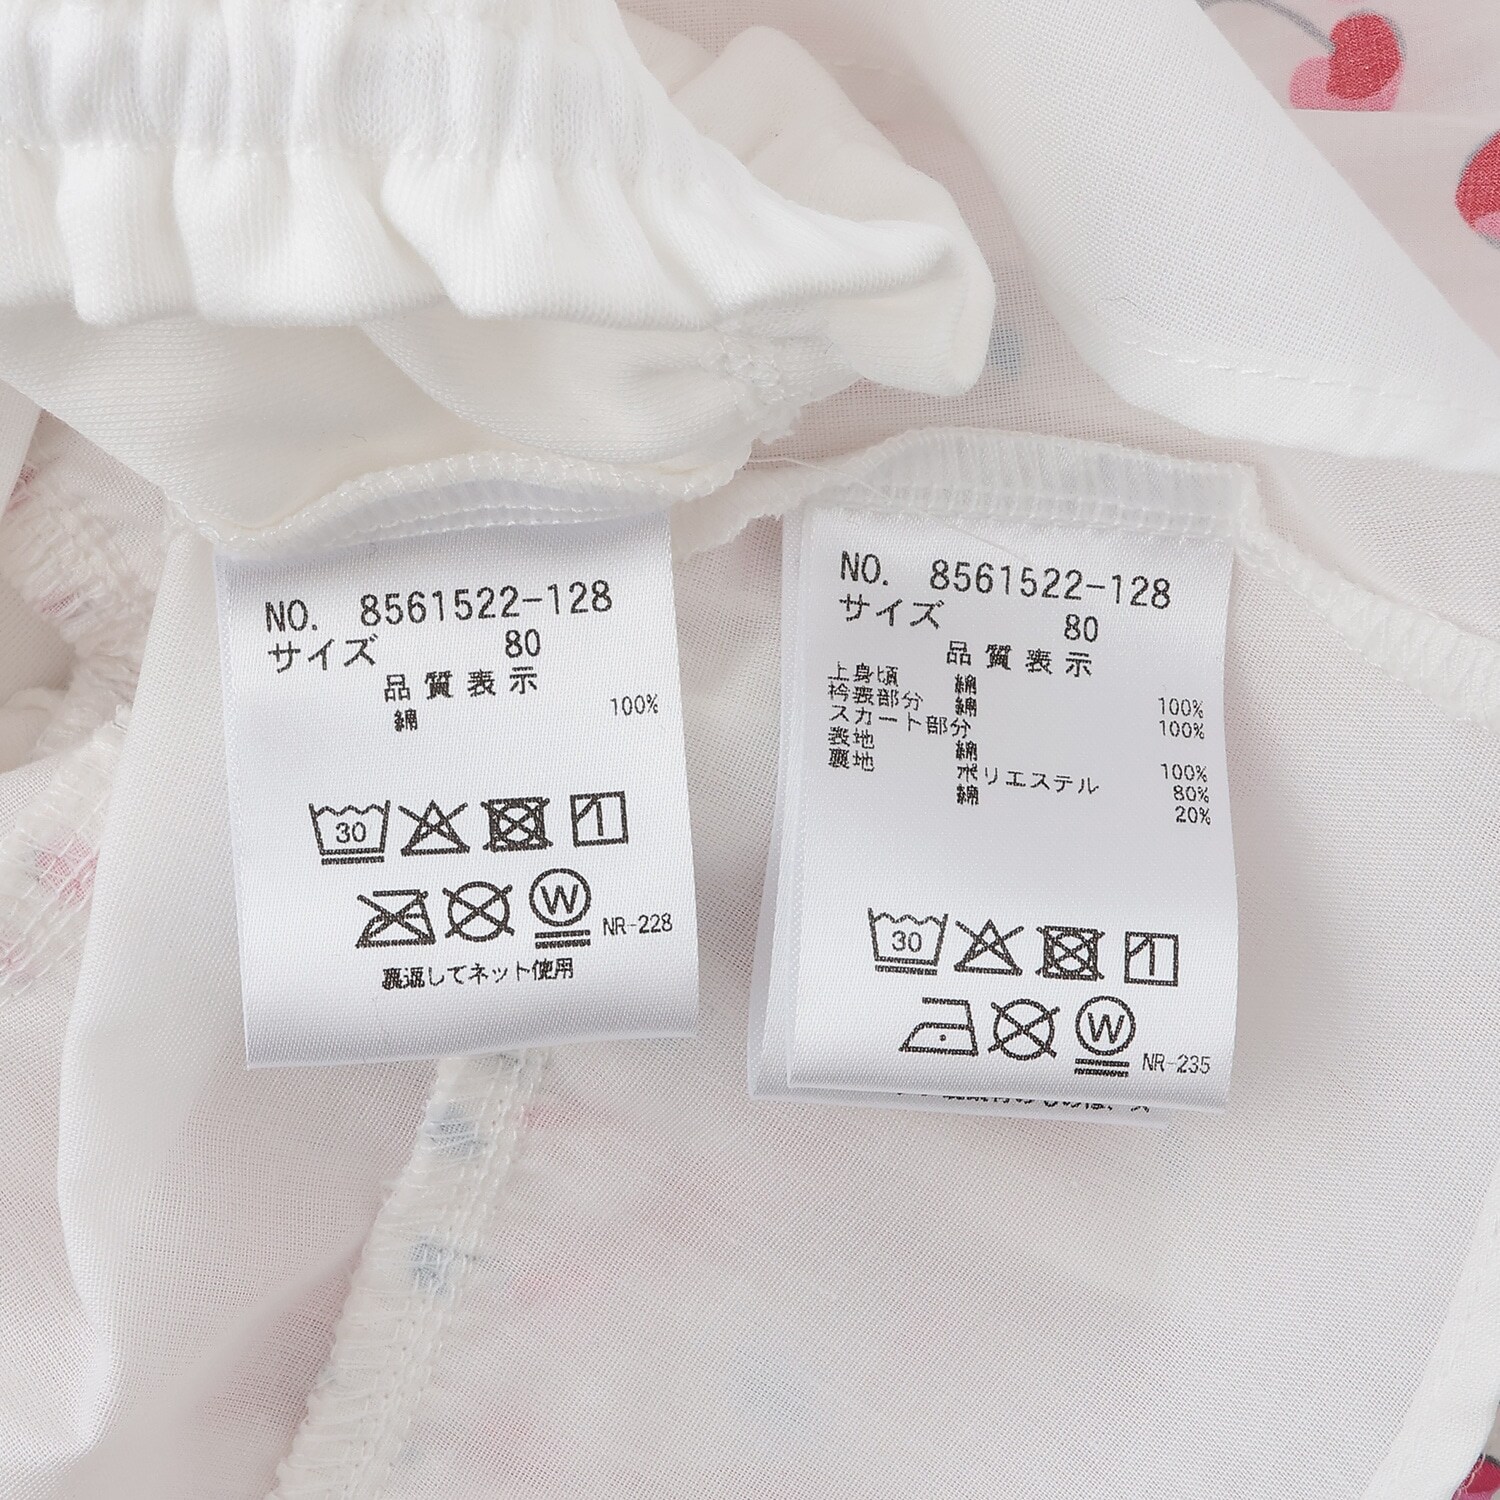 NO. 8561522-128
サイズ 80
品質表示
綿 100%
30
W NR-228
裏返してネット使用
NO. 8561522-128
サイズ 80
品質表示
上身頃 綿 100%
衿表部分 綿 100%
スカート部分
表地 綿 100%
裏地 ポリエステル 80%
綿 20%
30
W NR-235